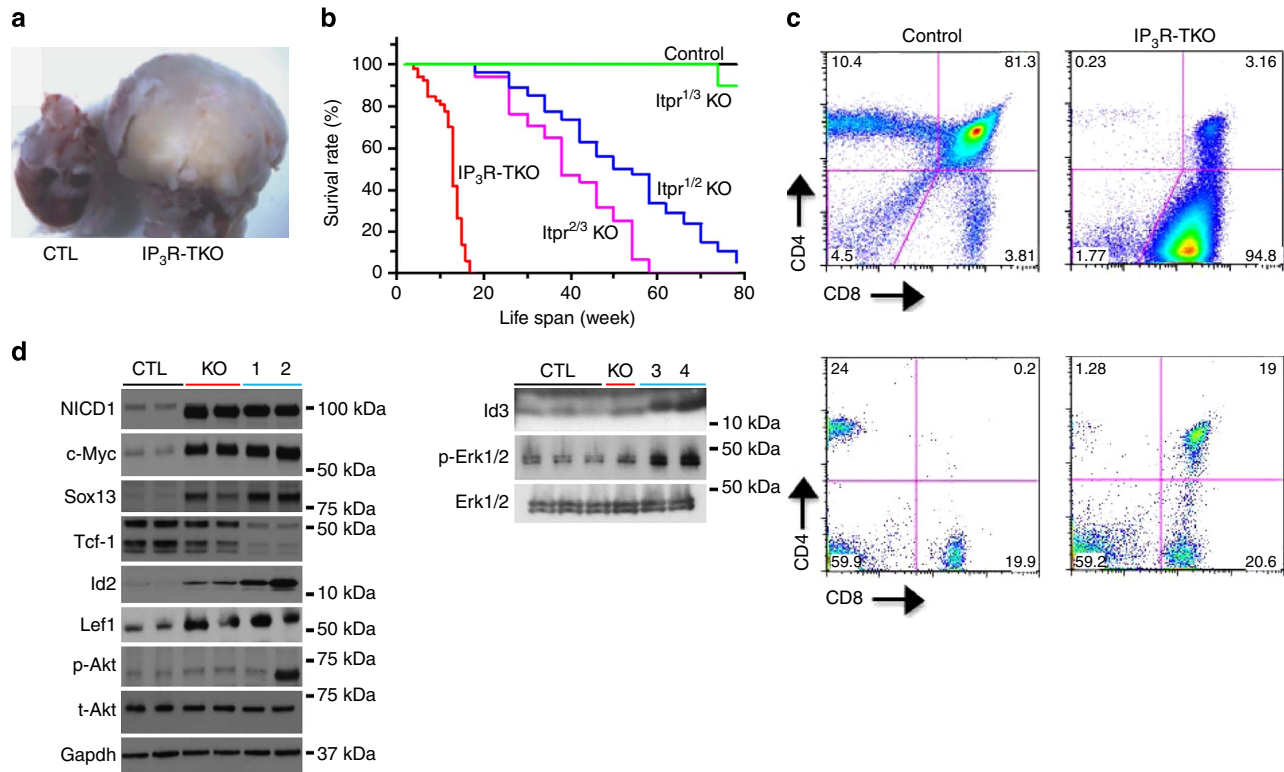 a
CTL
IP3R-TKO
b
Surival rate (%)
100
80
60
40
20
0
0
20
40
60
80
Life span (week)
Control
Itpr1/3 KO
IP3R-TKO
Itpr1/2 KO
Itpr2/3 KO
c
Control
IP3R-TKO
10.4
81.3
4.5
3.81
0.23
3.16
1.77
94.8
CD4
CD8
24
0.2
59.9
19.9
1.28
19
59.2
20.6
CD4
CD8
d
CTL
KO
1
2
NICD1
100 kDa
c-Myc
50 kDa
Sox13
75 kDa
Tcf-1
50 kDa
Id2
10 kDa
Lef1
50 kDa
p-Akt
75 kDa
t-Akt
75 kDa
Gapdh
37 kDa
CTL
KO
3
4
Id3
10 kDa
p-Erk1/2
50 kDa
Erk1/2
50 kDa